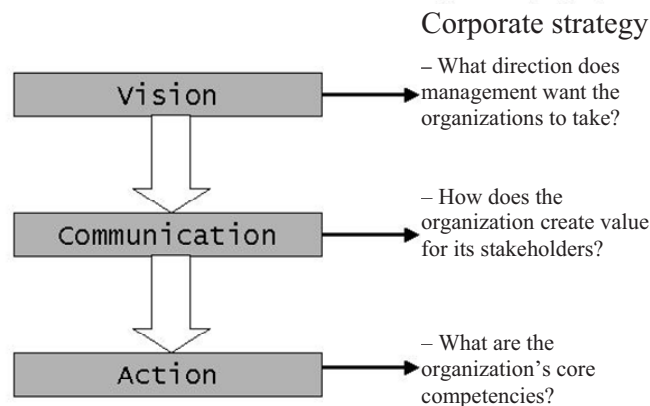 Corporate strategy
Vision
– What direction does
management want the
organizations to take?
Communication
– How does the
organization create value
for its stakeholders?
Action
– What are the
organization’s core
competencies?